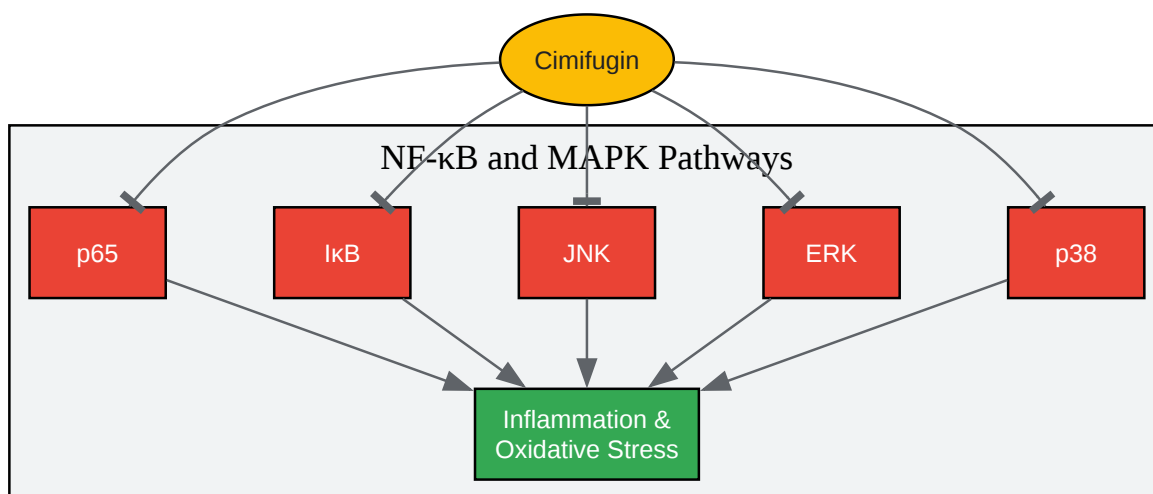 Cimifugin
NF-κB and MAPK Pathways
p65
IκB
JNK
ERK
p38
Inflammation &
Oxidative Stress